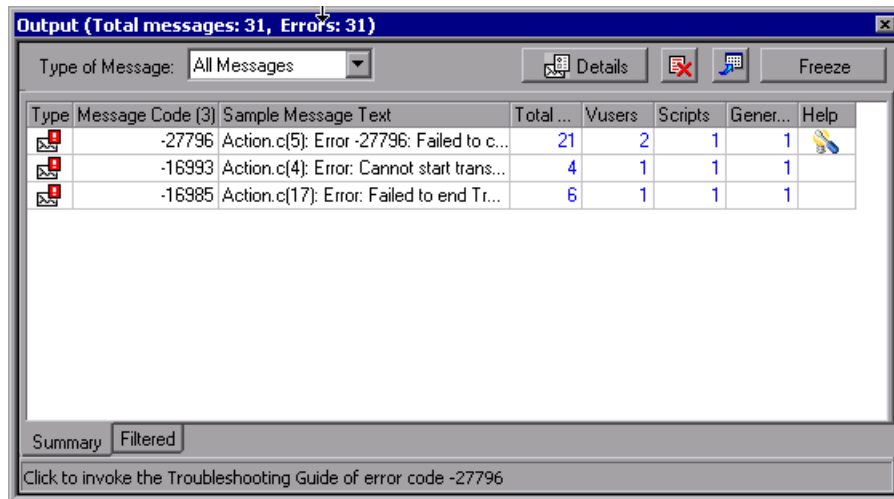 Output (Total messages: 31, Errors: 31)
Type of Message: All Messages Details Freeze
Type Message Code (3) Sample Message Text Total ... Vusers Scripts Gener... Help
-27796 Action.c(5): Error -27796: Failed to c... 21 2 1 1
-16993 Action.c(4): Error: Cannot start trans... 4 1 1 1
-16985 Action.c(17): Error: Failed to end Tr... 6 1 1 1
Summary Filtered
Click to invoke the Troubleshooting Guide of error code -27796